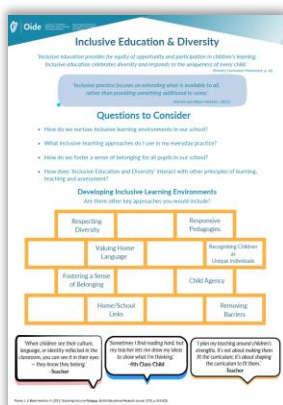 Oide
Inclusive Education & Diversity
'Inclusive education provides for equity of opportunity and participation in children's learning.
Inclusive education celebrates diversity and responds to the uniqueness of every child.'
'Inclusive practice focuses on extending what is available to all,
rather than providing something additional to some.'
Questions to Consider
• How do we nurture inclusive learning environments in our school?
• What inclusive teaching approaches do I use in my everyday practice?
• How do we foster a sense of belonging for all pupils in our school?
• How does 'Inclusive Education and Diversity' interact with other principles of learning,
teaching and assessment?
Developing Inclusive Learning Environments
Are there other key approaches you would include?
Respecting
Diversity
Responsive
Pedagogies
Valuing Home
Language
Recognising Children
as
Unique Individuals
Fostering a Sense
of Belonging
Child Agency
Home/School
Links
Removing
Barriers
'When children see their culture,
language, or identity reflected in the
classroom, you can see it in their eyes
— they know they belong.'
-Teacher
'Sometimes I find reading hard, but
my teacher lets me draw my ideas
to show what I'm thinking.'
-4th Class Child
'I plan my teaching around children's
strengths. It's not about making them
fit the curriculum; it's about shaping
the curriculum to fit them.'
-Teacher